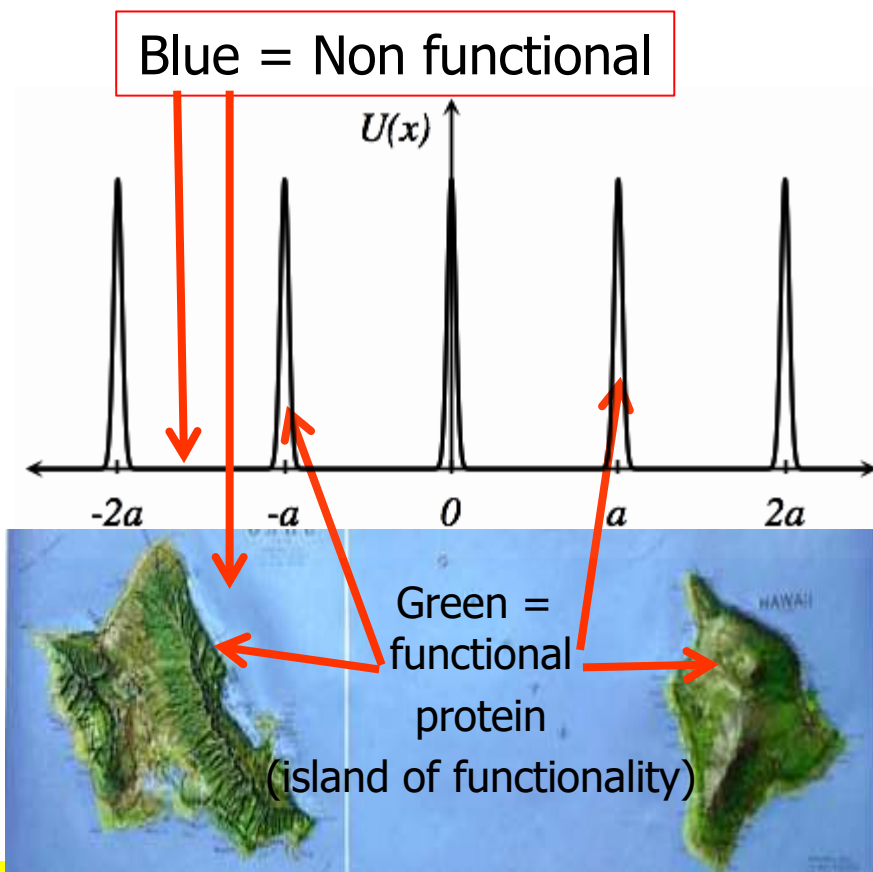 Blue = Non functional
U(x)
-2a -a 0 a 2a
HAWAII
Green =
functional
protein
(island of functionality)